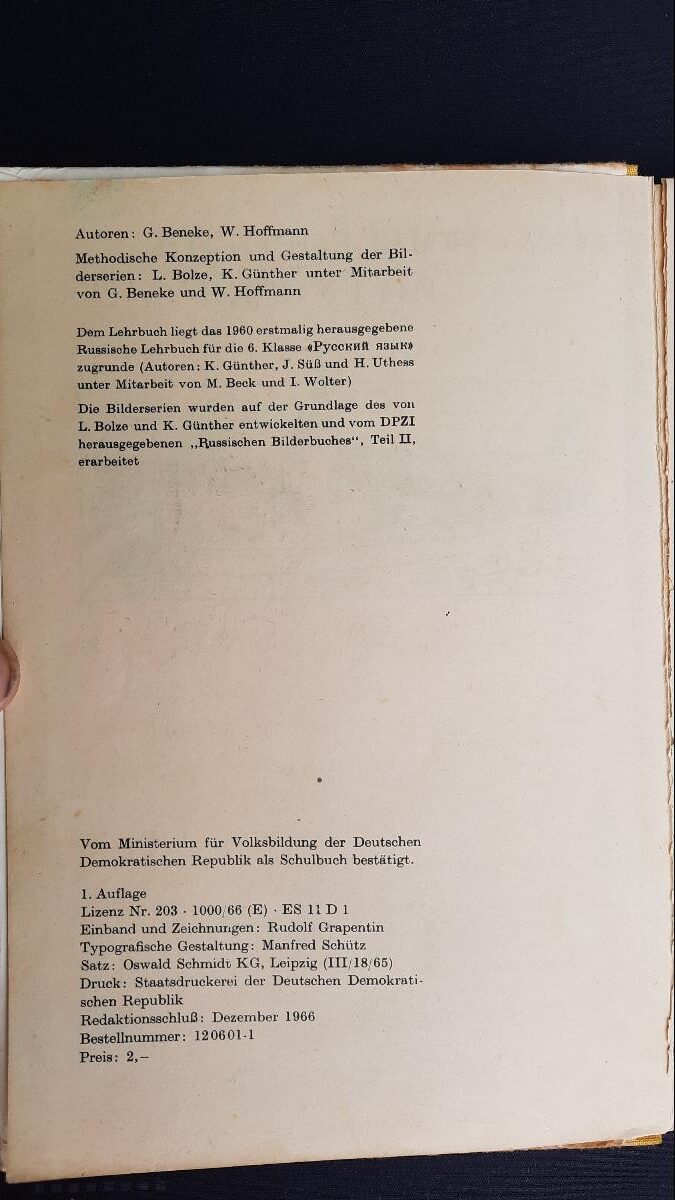 Autoren: G. Beneke, W. Hoffmann
Methodische Konzeption und Gestaltung der Bil-
derserien: L. Bolze, K. Günther unter Mitarbeit
von G. Beneke und W. Hoffmann
Dem Lehrbuch liegt das 1960 erstmalig herausgegebene
Russische Lehrbuch für die 6. Klasse «Русский язык»
zugrunde (Autoren: K. Günther, J. Süß und H. Uthess
unter Mitarbeit von M. Beck und I. Wolter)
Die Bilderserien wurden auf der Grundlage des von
L. Bolze und K. Günther entwickelten und vom DPZI
herausgegebenen „Russischen Bilderbuches“, Teil II,
erarbeitet
Vom Ministerium für Volksbildung der Deutschen
Demokratischen Republik als Schulbuch bestätigt.
1. Auflage
Lizenz Nr. 203 · 1000/66 (E) · ES 11 D 1
Einband und Zeichnungen: Rudolf Grapentin
Typografische Gestaltung: Manfred Schütz
Satz: Oswald Schmidt KG, Leipzig (III/18/65)
Druck: Staatsdruckerei der Deutschen Demokrati-
schen Republik
Redaktionsschluß: Dezember 1966
Bestellnummer: 120601-1
Preis: 2,—